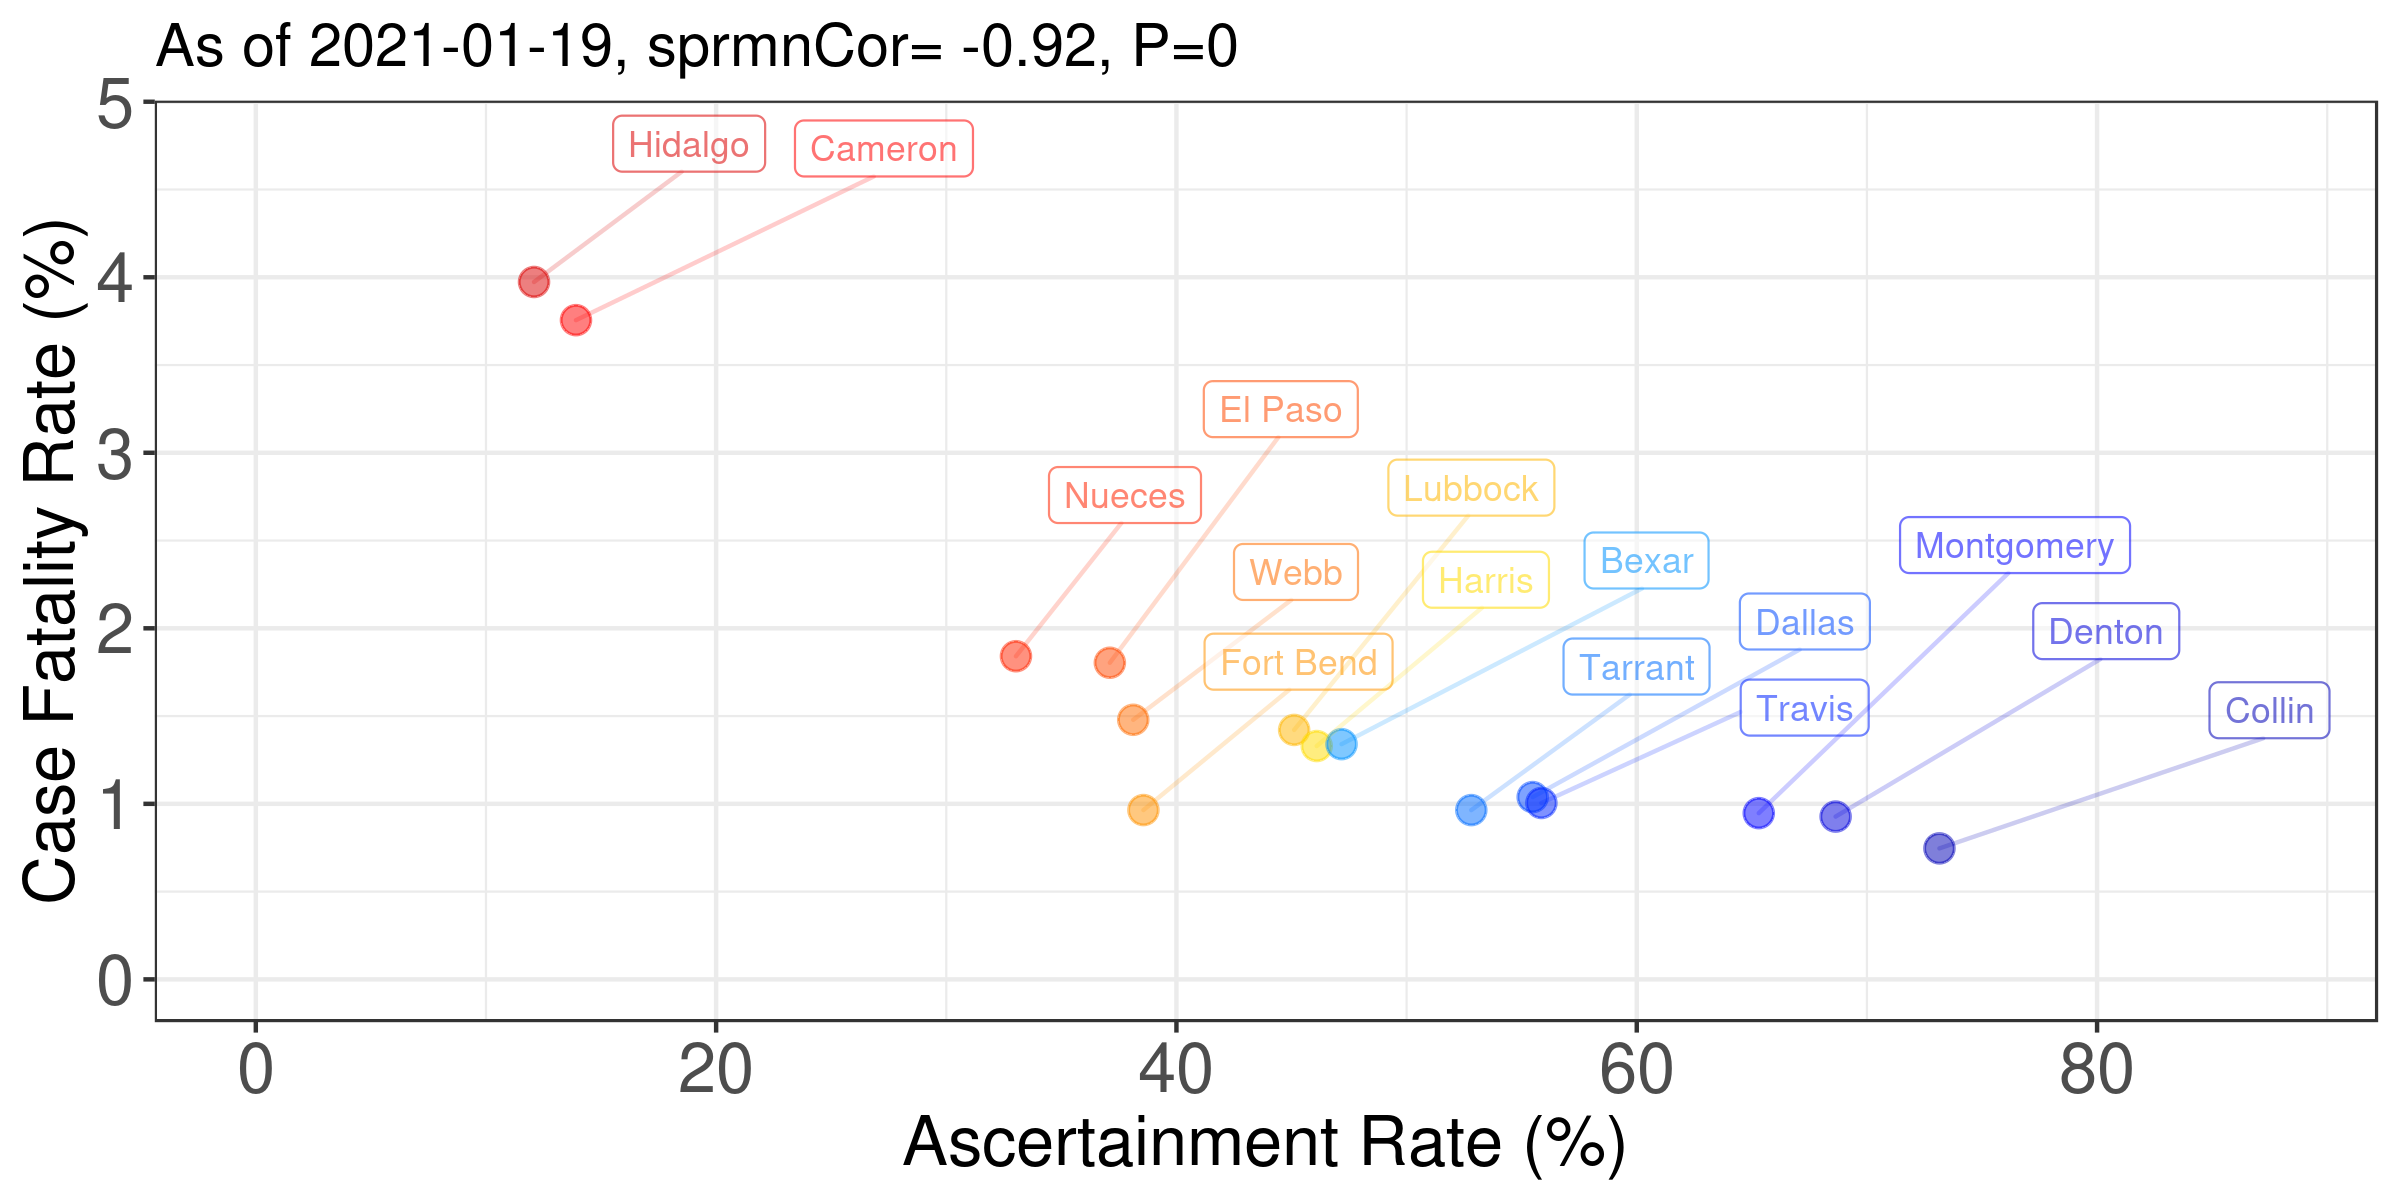 As of 2021-01-19, sprmnCor= -0.92, P=0
Case Fatality Rate (%)
5
4
3
2
1
0
Hidalgo
Cameron
El Paso
Nueces
Lubbock
Webb
Harris
Bexar
Montgomery
Fort Bend
Tarrant
Dallas
Denton
Travis
Collin
0 20 40 60 80
Ascertainment Rate (%)